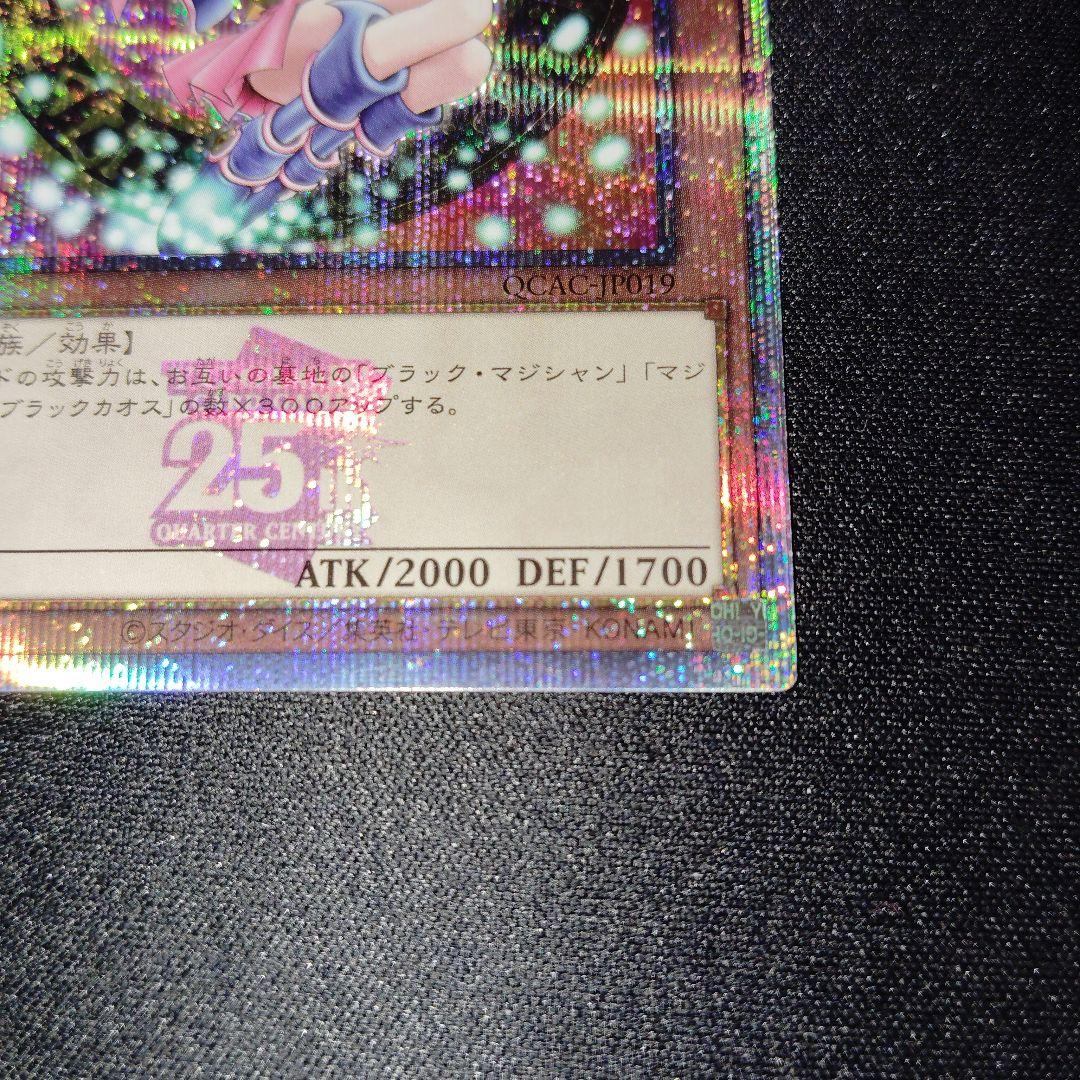 QCAC-JP019
族／効果】
ドの攻撃力は、お互いの墓地の「ブラック・マジシャン」「マジ
ブラックカオス」の数×300アップする。
25th
QUARTER CEN
ATK/2000 DEF/1700
©スタジオ・ダイス／集英社・テレビ東京・KONAMI